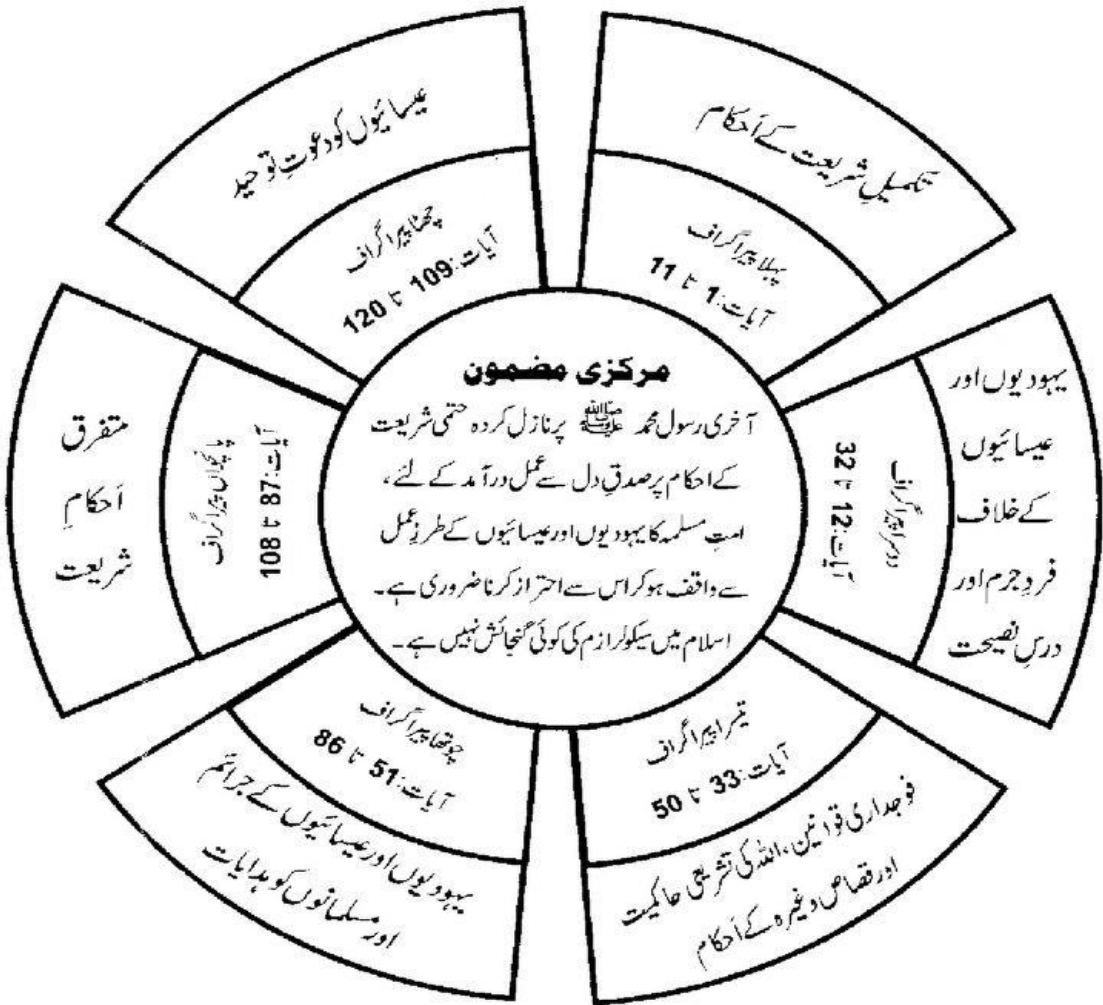 مرکزی مضمون
آخری رسول محمد ﷺ پر نازل کردہ حتمی شریعت
کے احکام پر صدقِ دل سے عمل درآمد کے لئے،
امتِ مسلمہ کا یہودیوں اور عیسائیوں کے طرزِ عمل
سے واقف ہو کر اس سے احتراز کرنا ضروری ہے۔
اسلام میں سیکولرازم کی کوئی گنجائش نہیں ہے۔
تکمیلِ شریعت کے أحکام
پہلا پیراگراف
آیات:1 تا 11
یہودیوں اور
عیسائیوں
کے خلاف
فردِ جرم اور
درسِ نصیحت
دوسرا پیراگراف
آیات:12 تا 32
تیسرا پیراگراف
آیات:33 تا 50
فوجداری قوانین، اللہ کی تشریعی حاکمیت
اور قصاص وغیرہ کے أحکام
چوتھا پیراگراف
آیات:51 تا 86
یہودیوں اور عیسائیوں کے جرائم
اور مسلمانوں کو ہدایات
متفرق
أحکامِ
شریعت
پانچواں پیراگراف
آیات:87 تا 108
عیسائیوں کو دعوتِ توحید
چھٹا پیراگراف
آیات:109 تا 120